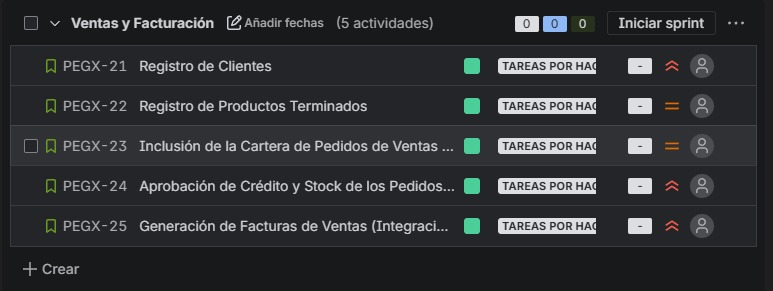 Ventas y Facturación Añadir fechas (5 actividades) 0 0 0 Iniciar sprint ...
PEGX-21 Registro de Clientes TAREAS POR HAC -
PEGX-22 Registro de Productos Terminados TAREAS POR HAC -
PEGX-23 Inclusión de la Cartera de Pedidos de Ventas ... TAREAS POR HAC -
PEGX-24 Aprobación de Crédito y Stock de los Pedidos... TAREAS POR HAC -
PEGX-25 Generación de Facturas de Ventas (Integraci... TAREAS POR HAC -
+ Crear